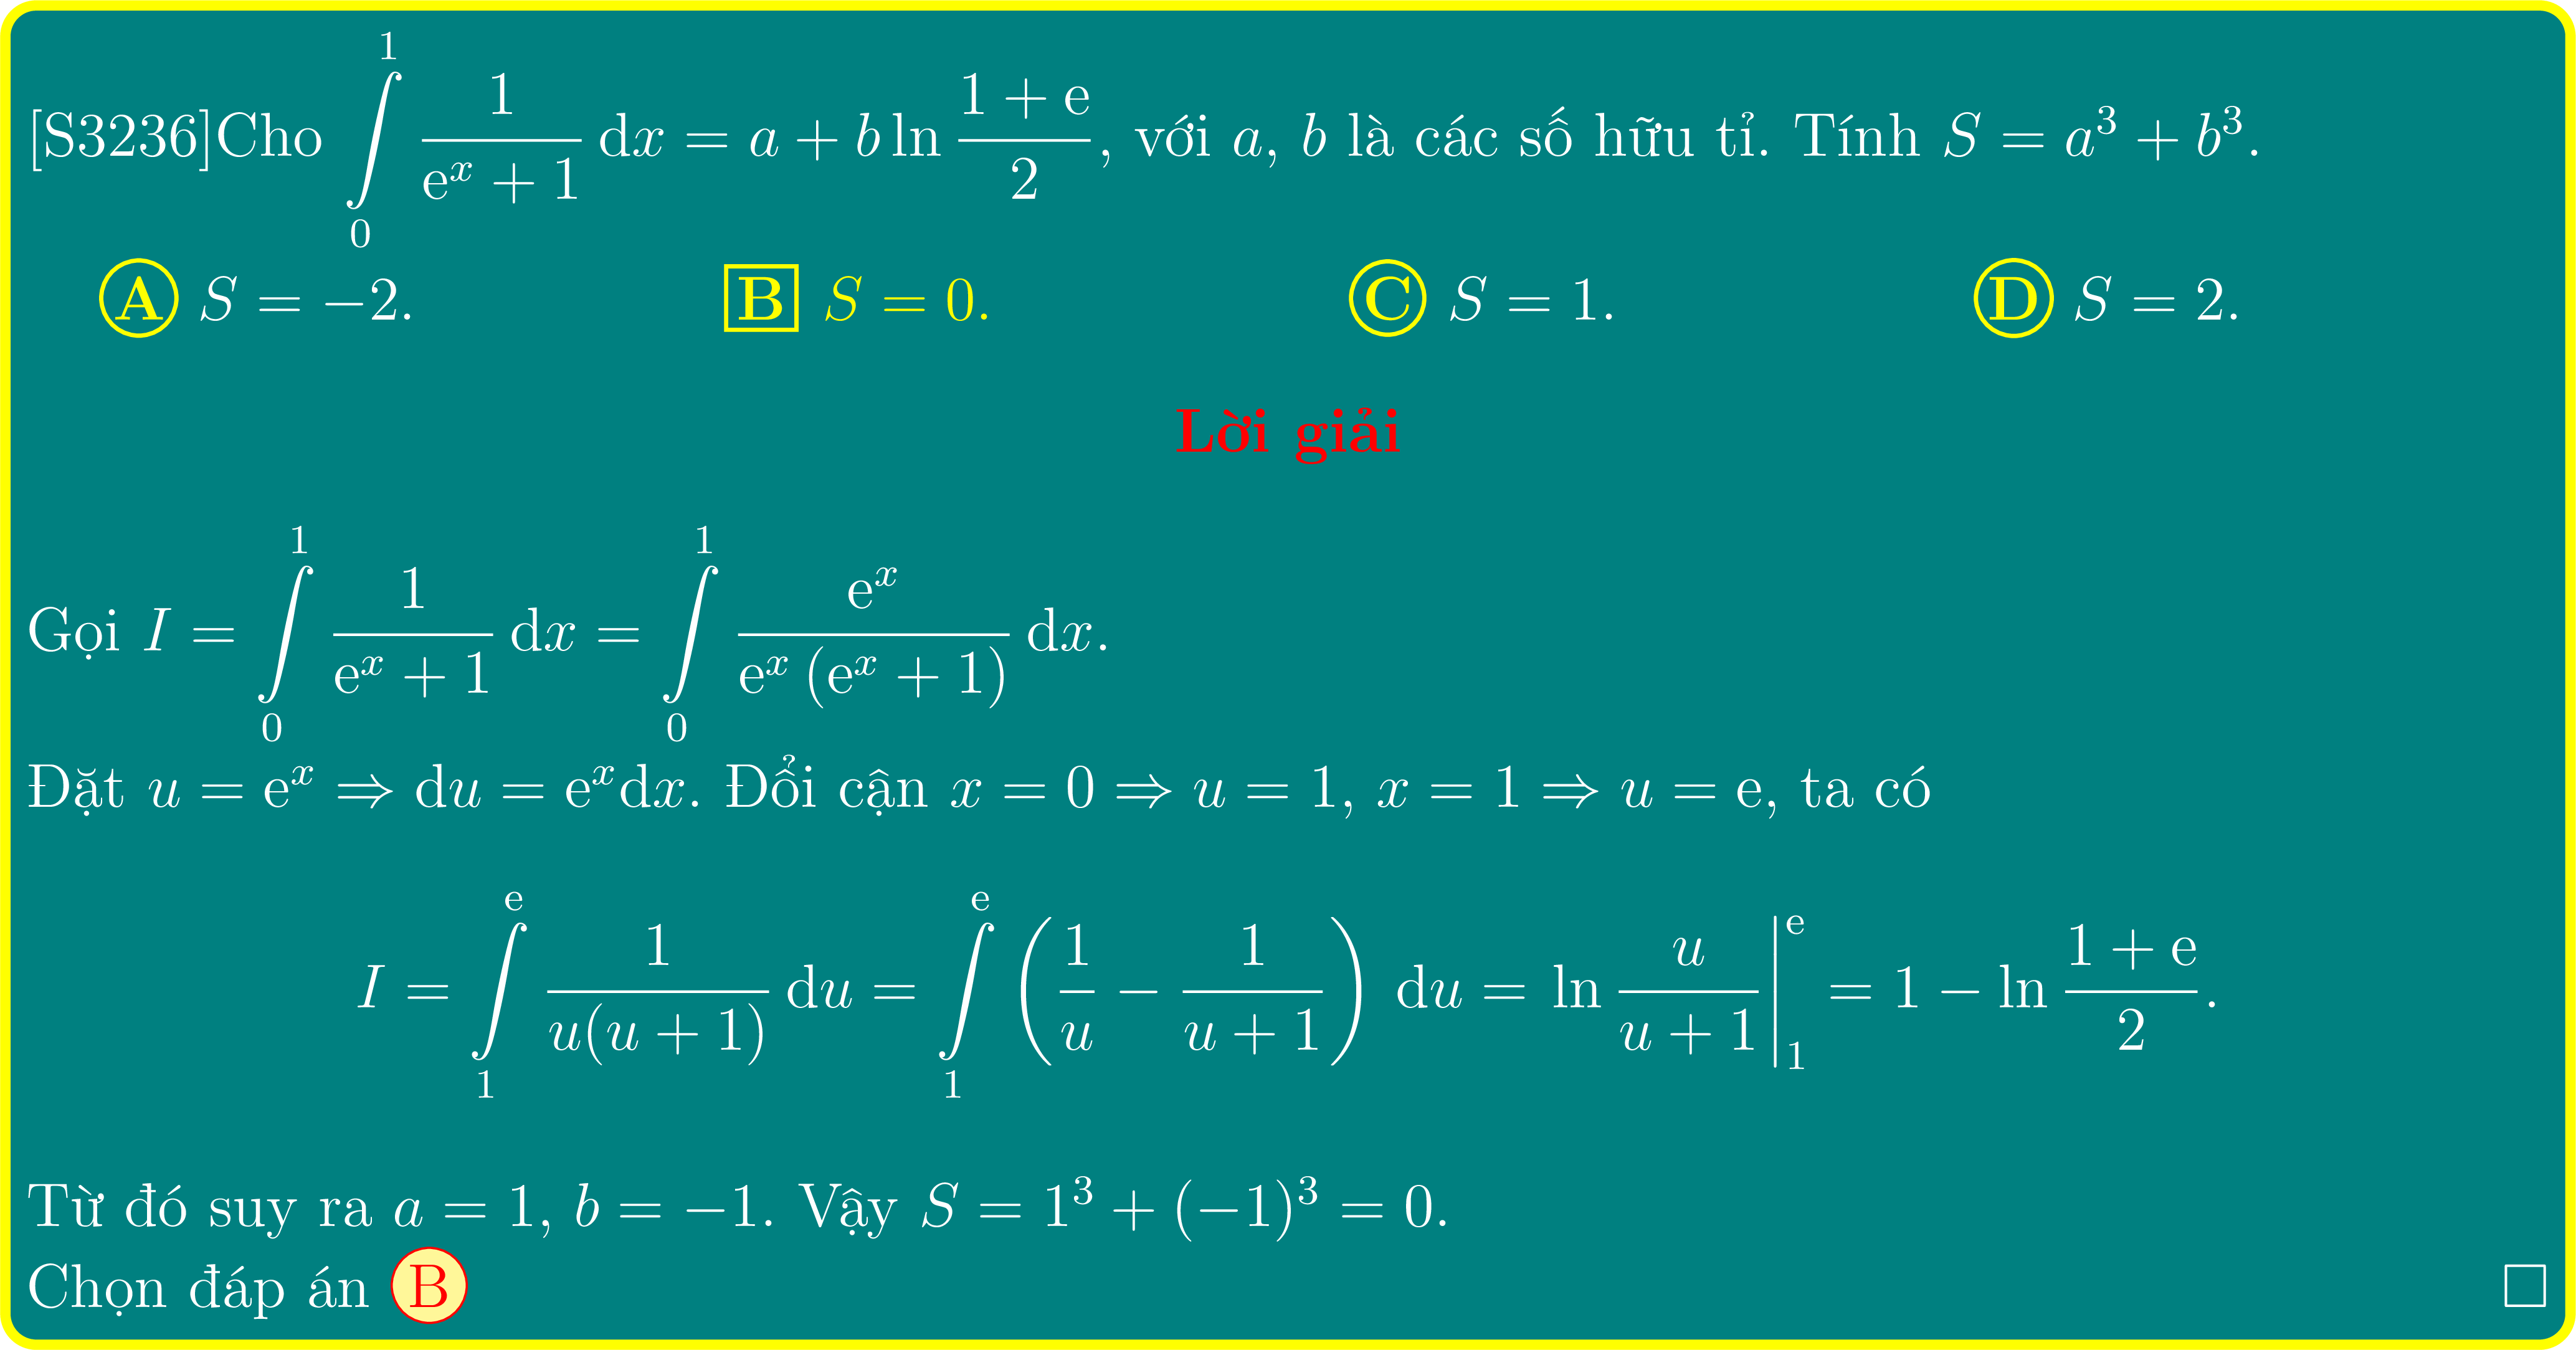 [S3236]Cho $\int\limits_0^1 \frac{1}{e^x + 1} dx = a + b \ln \frac{1 + e}{2}$, với $a$, $b$ là các số hữu tỉ. Tính $S = a^3 + b^3$.
A $S = -2$. B $S = 0$. C $S = 1$. D $S = 2$.
Lời giải
Gọi $I = \int\limits_0^1 \frac{1}{e^x + 1} dx = \int\limits_0^1 \frac{e^x}{e^x (e^x + 1)} dx$.
Đặt $u = e^x \Rightarrow du = e^x dx$. Đổi cận $x = 0 \Rightarrow u = 1$, $x = 1 \Rightarrow u = e$, ta có
$I = \int\limits_1^e \frac{1}{u(u + 1)} du = \int\limits_1^e \left( \frac{1}{u} - \frac{1}{u + 1} \right) du = \ln \frac{u}{u + 1} \Big|_1^e = 1 - \ln \frac{1 + e}{2}$.
Từ đó suy ra $a = 1$, $b = -1$. Vậy $S = 1^3 + (-1)^3 = 0$.
Chọn đáp án B □